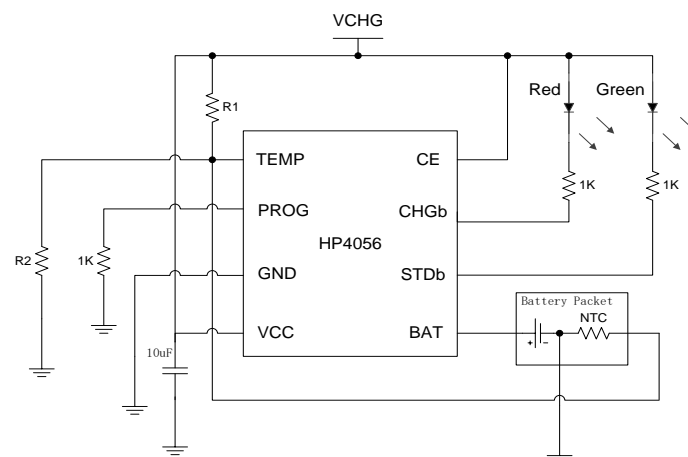 VCHG
Red
Green
R1
TEMP
CE
1K
1K
PROG
CHGb
HP4056
R2
1K
GND
STDb
Battery Packet
NTC
VCC
BAT
+
-
10uF